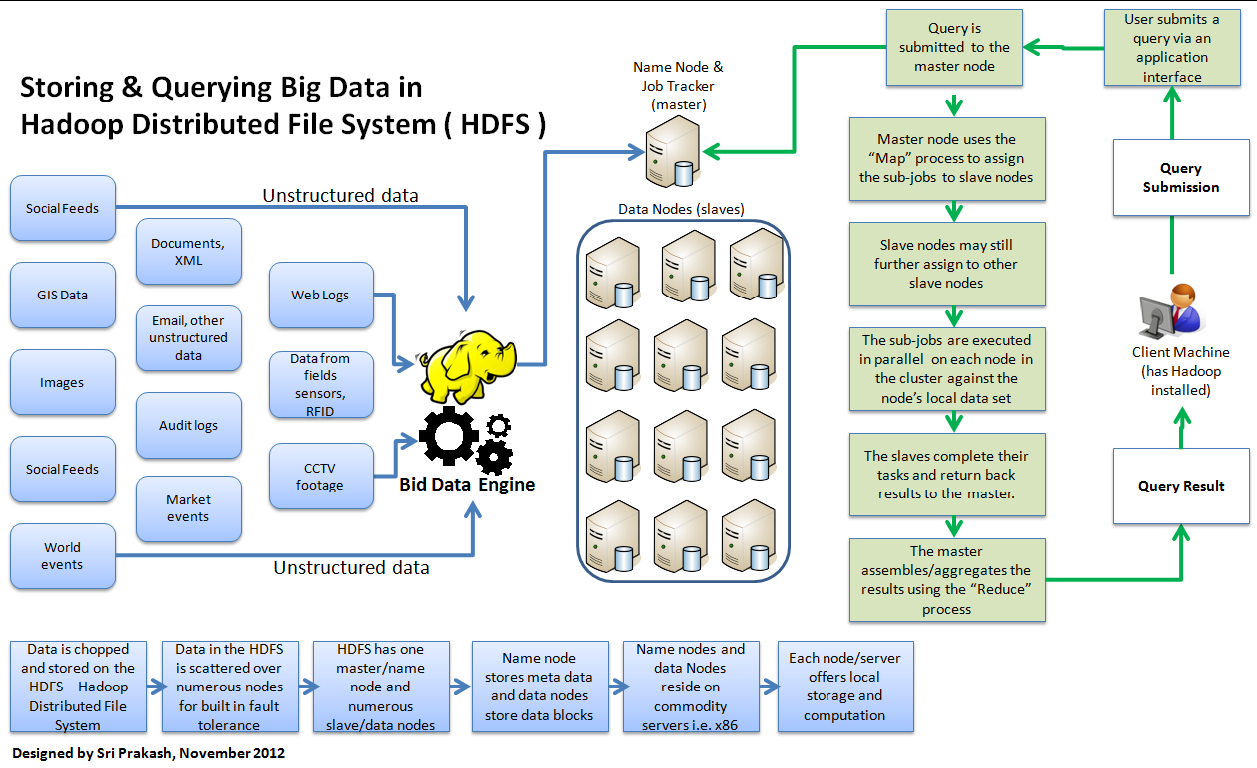 Storing & Querying Big Data in
Hadoop Distributed File System ( HDFS )
Social Feeds
GIS Data
Images
Social Feeds
World
events
Documents,
XML
Email, other
unstructured
data
Audit logs
Market
events
Web Logs
Data from
fields
sensors,
RFID
CCTV
footage
Unstructured data
Unstructured data
Bid Data Engine
Name Node &
Job Tracker
(master)
Data Nodes (slaves)
Query is
submitted to the
master node
User submits a
query via an
application
interface
Master node uses the
“Map” process to assign
the sub-jobs to slave nodes
Slave nodes may still
further assign to other
slave nodes
The sub-jobs are executed
in parallel on each node in
the cluster against the
node’s local data set
The slaves complete their
tasks and return back
results to the master.
The master
assembles/aggregates the
results using the “Reduce”
process
Query
Submission
Client Machine
(has Hadoop
installed)
Query Result
Data is chopped
and stored on the
HDFS Hadoop
Distributed File
System
Data in the HDFS
is scattered over
numerous nodes
for built in fault
tolerance
HDFS has one
master/name
node and
numerous
slave/data nodes
Name node
stores meta data
and data nodes
store data blocks
Name nodes and
data Nodes
reside on
commodity
servers i.e. x86
Each node/server
offers local
storage and
computation
Designed by Sri Prakash, November 2012